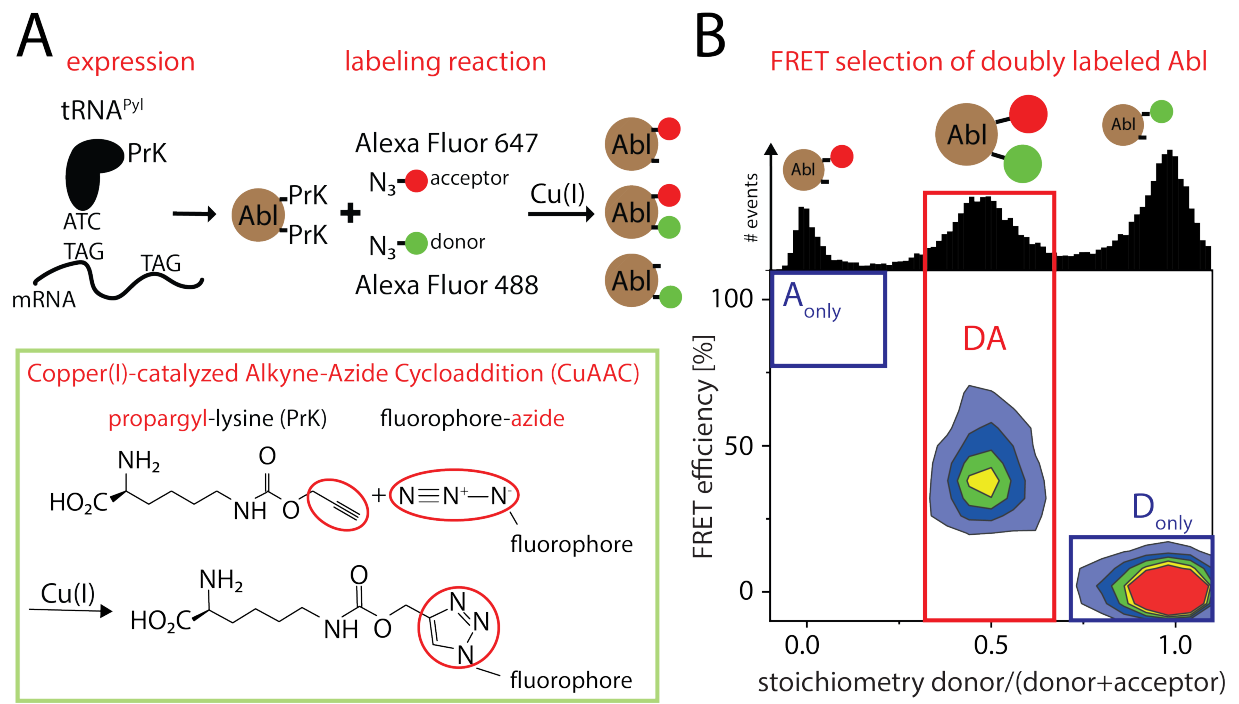 A
expression
labeling reaction
tRNAPyl
PrK
ATC
TAG
TAG
mRNA
Abl
PrK
PrK
+
Alexa Fluor 647
N3 acceptor
N3 donor
Alexa Fluor 488
Cu(I)
Abl
Abl
Abl
Copper(I)-catalyzed Alkyne-Azide Cycloaddition (CuAAC)
propargyl-lysine (PrK)
fluorophore-azide
NH2
O
HO2C
NH
O
+
N≡N+—N-
fluorophore
Cu(I)
NH2
O
HO2C
NH
O
N
N
N
fluorophore
B
FRET selection of doubly labeled Abl
Abl
Abl
Abl
# events
Aonly
DA
Donly
FRET efficiency [%]
100
50
0
0.0
0.5
1.0
stoichiometry donor/(donor+acceptor)